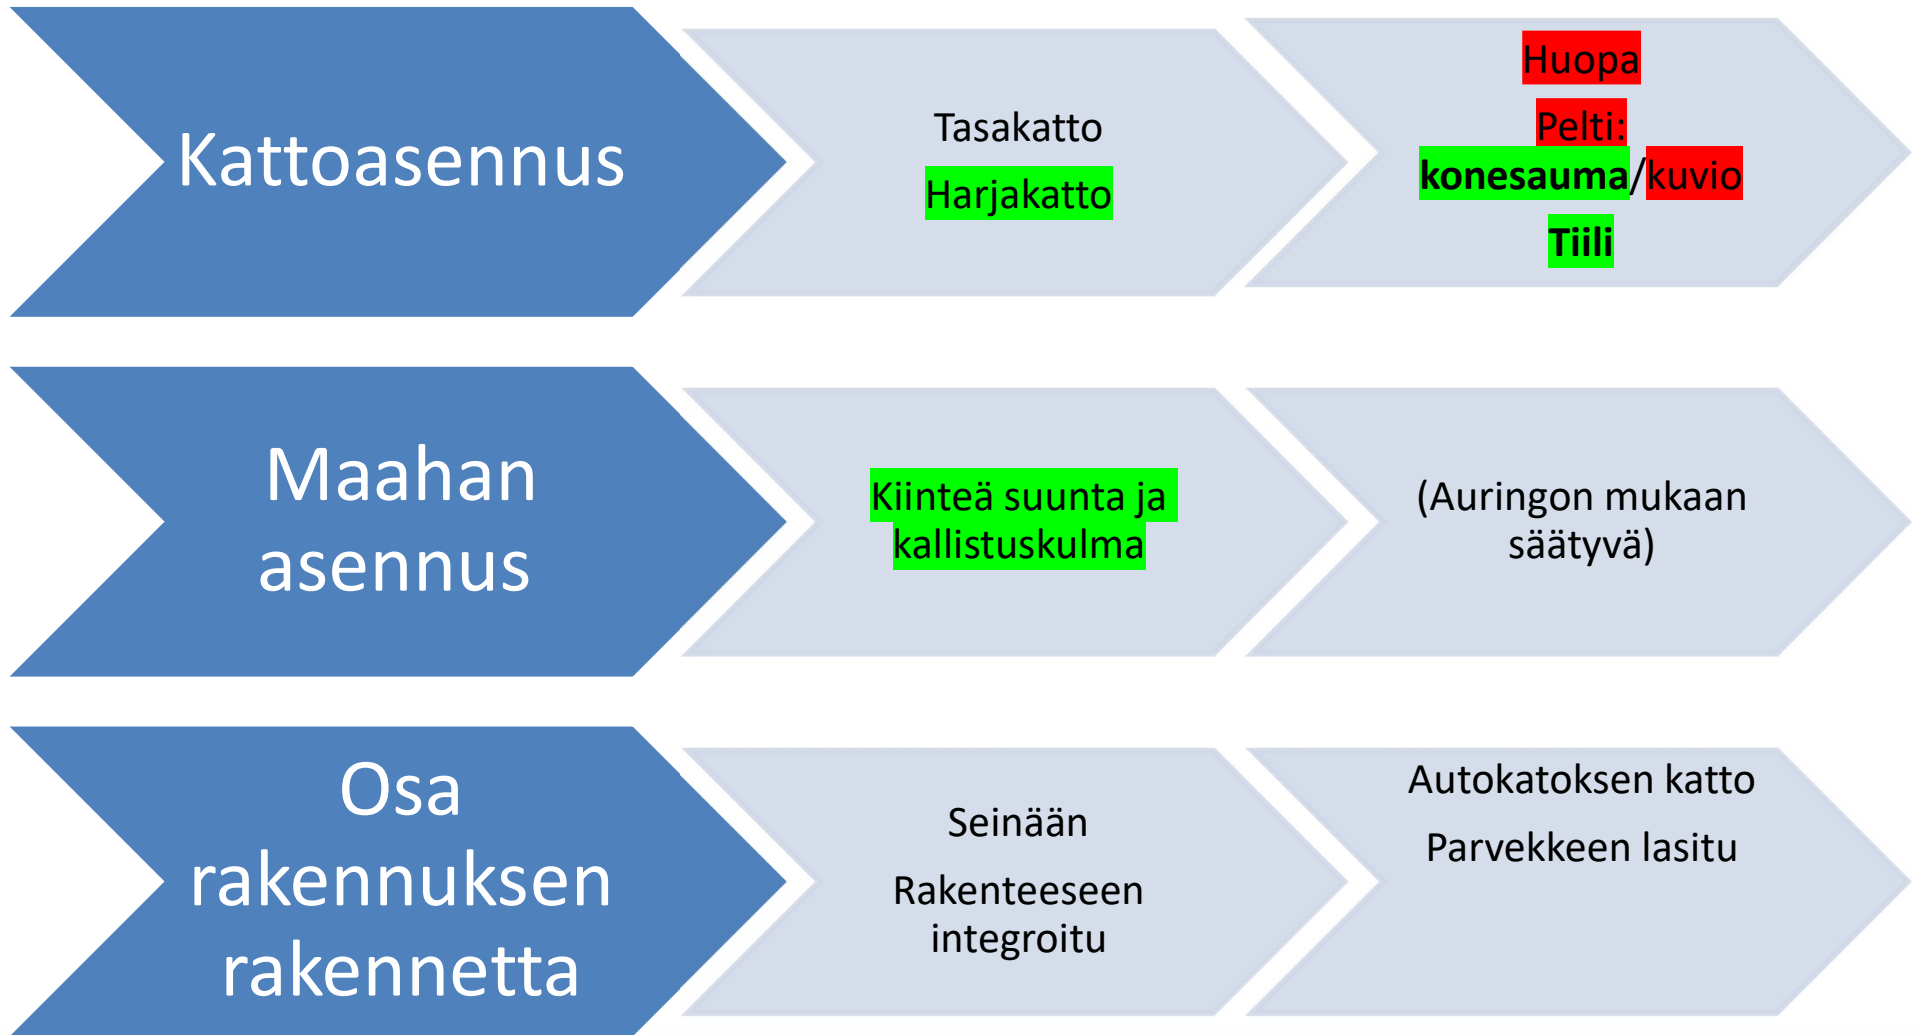 Kattoasennus
Tasakatto
Harjakatto
Huopa
Pelti:
konesauma/kuvio
Tiili
Maahan
asennus
Kiinteä suunta ja
kallistuskulma
(Auringon mukaan
säätyvä)
Osa
rakennuksen
rakennetta
Seinään
Rakenteeseen
integroitu
Autokatoksen katto
Parvekkeen lasitu